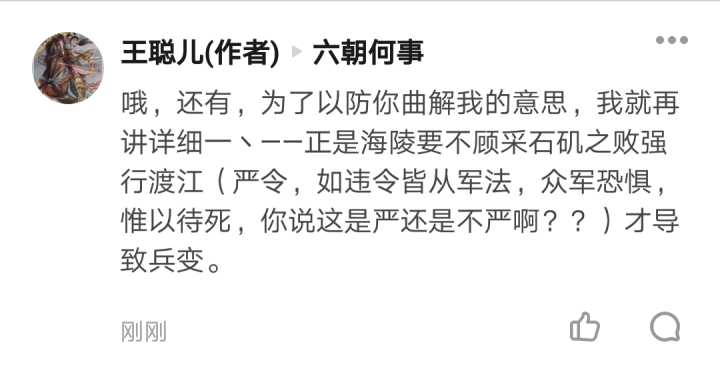 王聪儿(作者) ▸ 六朝何事
哦，还有，为了以防你曲解我的意思，我就再
讲详细一丶——正是海陵要不顾采石矶之败强
行渡江（严令，如违令皆从军法，众军恐惧，
惟以待死，你说这是严还是不严啊？？）才导
致兵变。
刚刚